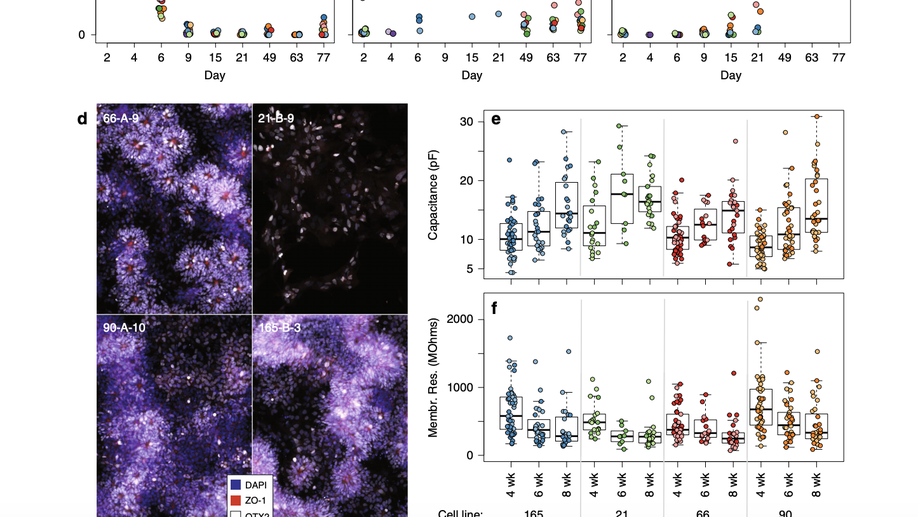 0
2 4 6 9 15 21 49 63 77
Day
2 4 6 9 15 21 49 63 77
Day
2 4 6 9 15 21 49 63 77
Day
d
66-A-9
21-B-9
90-A-10
165-B-3
DAPI
ZO-1
OTX2
e
Capacitance (pF)
30
20
10
5
f
Membr. Res. (MOhms)
2000
1000
0
4 wk 6 wk 8 wk 4 wk 6 wk 8 wk 4 wk 6 wk 8 wk 4 wk 6 wk 8 wk
Cell line: 165 21 66 90